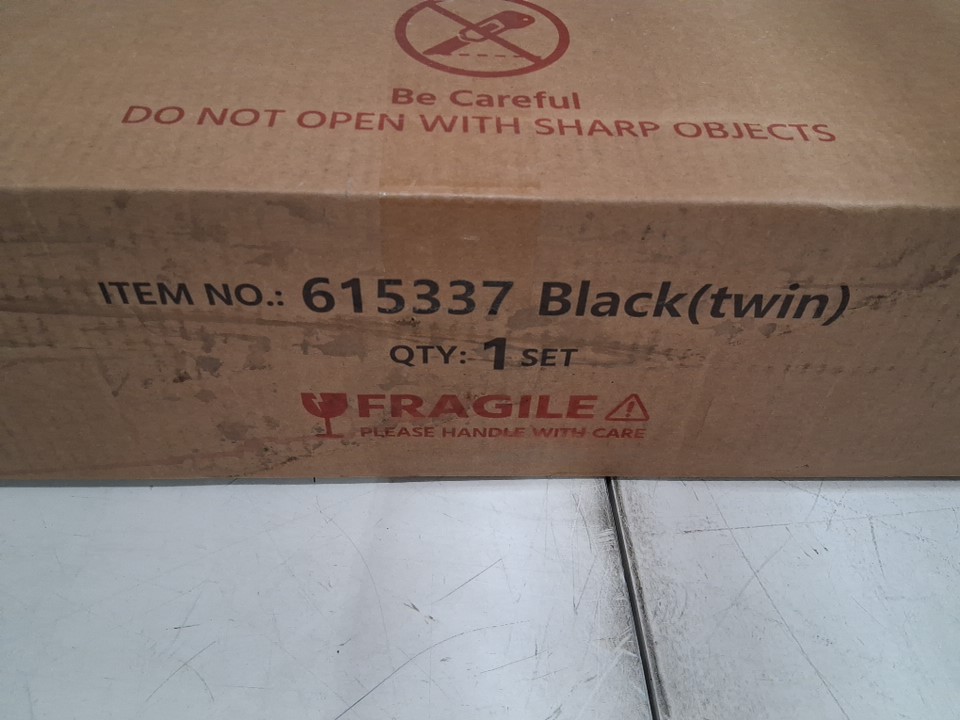 Be Careful
DO NOT OPEN WITH SHARP OBJECTS
ITEM NO.: 615337 Black(twin)
QTY: 1 SET
FRAGILE
PLEASE HANDLE WITH CARE